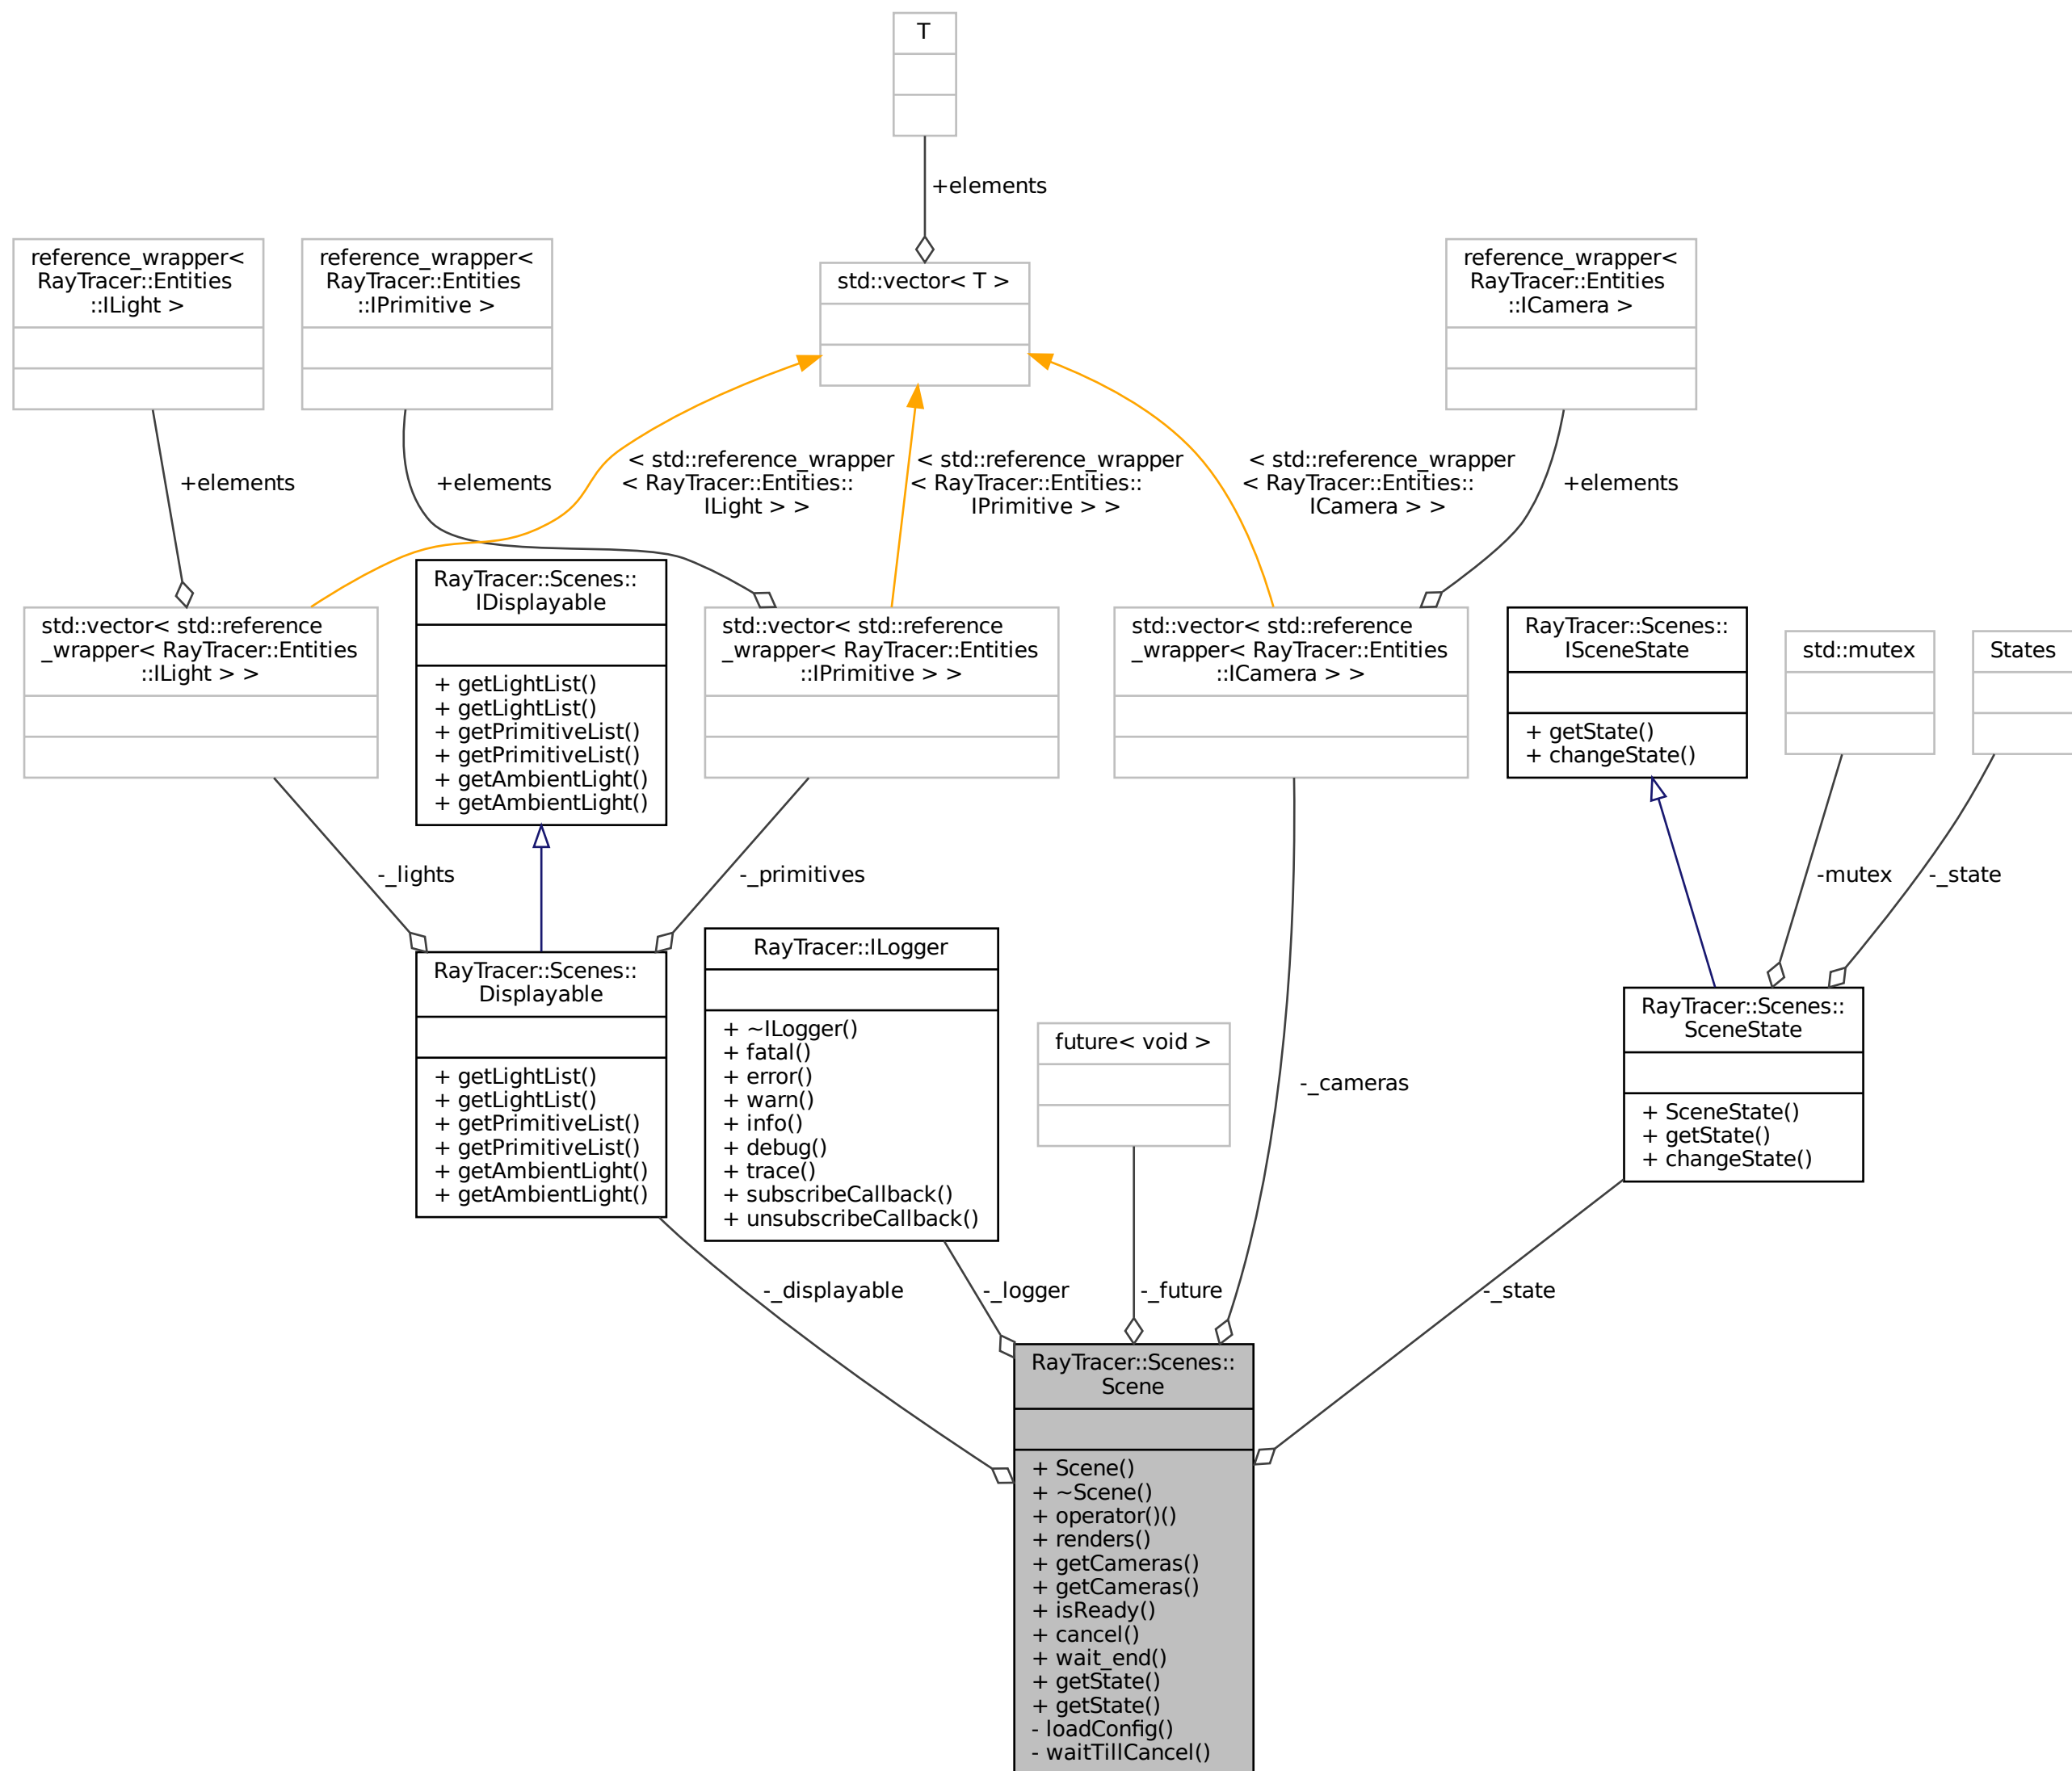 T
+elements
reference_wrapper<
RayTracer::Entities
::ILight >
reference_wrapper<
RayTracer::Entities
::IPrimitive >
std::vector< T >
reference_wrapper<
RayTracer::Entities
::ICamera >
+elements
+elements
< std::reference_wrapper
< RayTracer::Entities::
ILight > >
< std::reference_wrapper
< RayTracer::Entities::
IPrimitive > >
< std::reference_wrapper
< RayTracer::Entities::
ICamera > >
+elements
std::vector< std::reference
_wrapper< RayTracer::Entities
::ILight > >
RayTracer::Scenes::
IDisplayable
+ getLightList()
+ getLightList()
+ getPrimitiveList()
+ getPrimitiveList()
+ getAmbientLight()
+ getAmbientLight()
std::vector< std::reference
_wrapper< RayTracer::Entities
::IPrimitive > >
std::vector< std::reference
_wrapper< RayTracer::Entities
::ICamera > >
RayTracer::Scenes::
ISceneState
+ getState()
+ changeState()
std::mutex
States
-_lights
-_primitives
-mutex
-_state
RayTracer::Scenes::
Displayable
+ getLightList()
+ getLightList()
+ getPrimitiveList()
+ getPrimitiveList()
+ getAmbientLight()
+ getAmbientLight()
RayTracer::ILogger
+ ~ILogger()
+ fatal()
+ error()
+ warn()
+ info()
+ debug()
+ trace()
+ subscribeCallback()
+ unsubscribeCallback()
future< void >
-_cameras
RayTracer::Scenes::
SceneState
+ SceneState()
+ getState()
+ changeState()
-_displayable
-_logger
-_future
-_state
RayTracer::Scenes::
Scene
+ Scene()
+ ~Scene()
+ operator()()
+ renders()
+ getCameras()
+ getCameras()
+ isReady()
+ cancel()
+ wait_end()
+ getState()
+ getState()
- loadConfig()
- waitTillCancel()